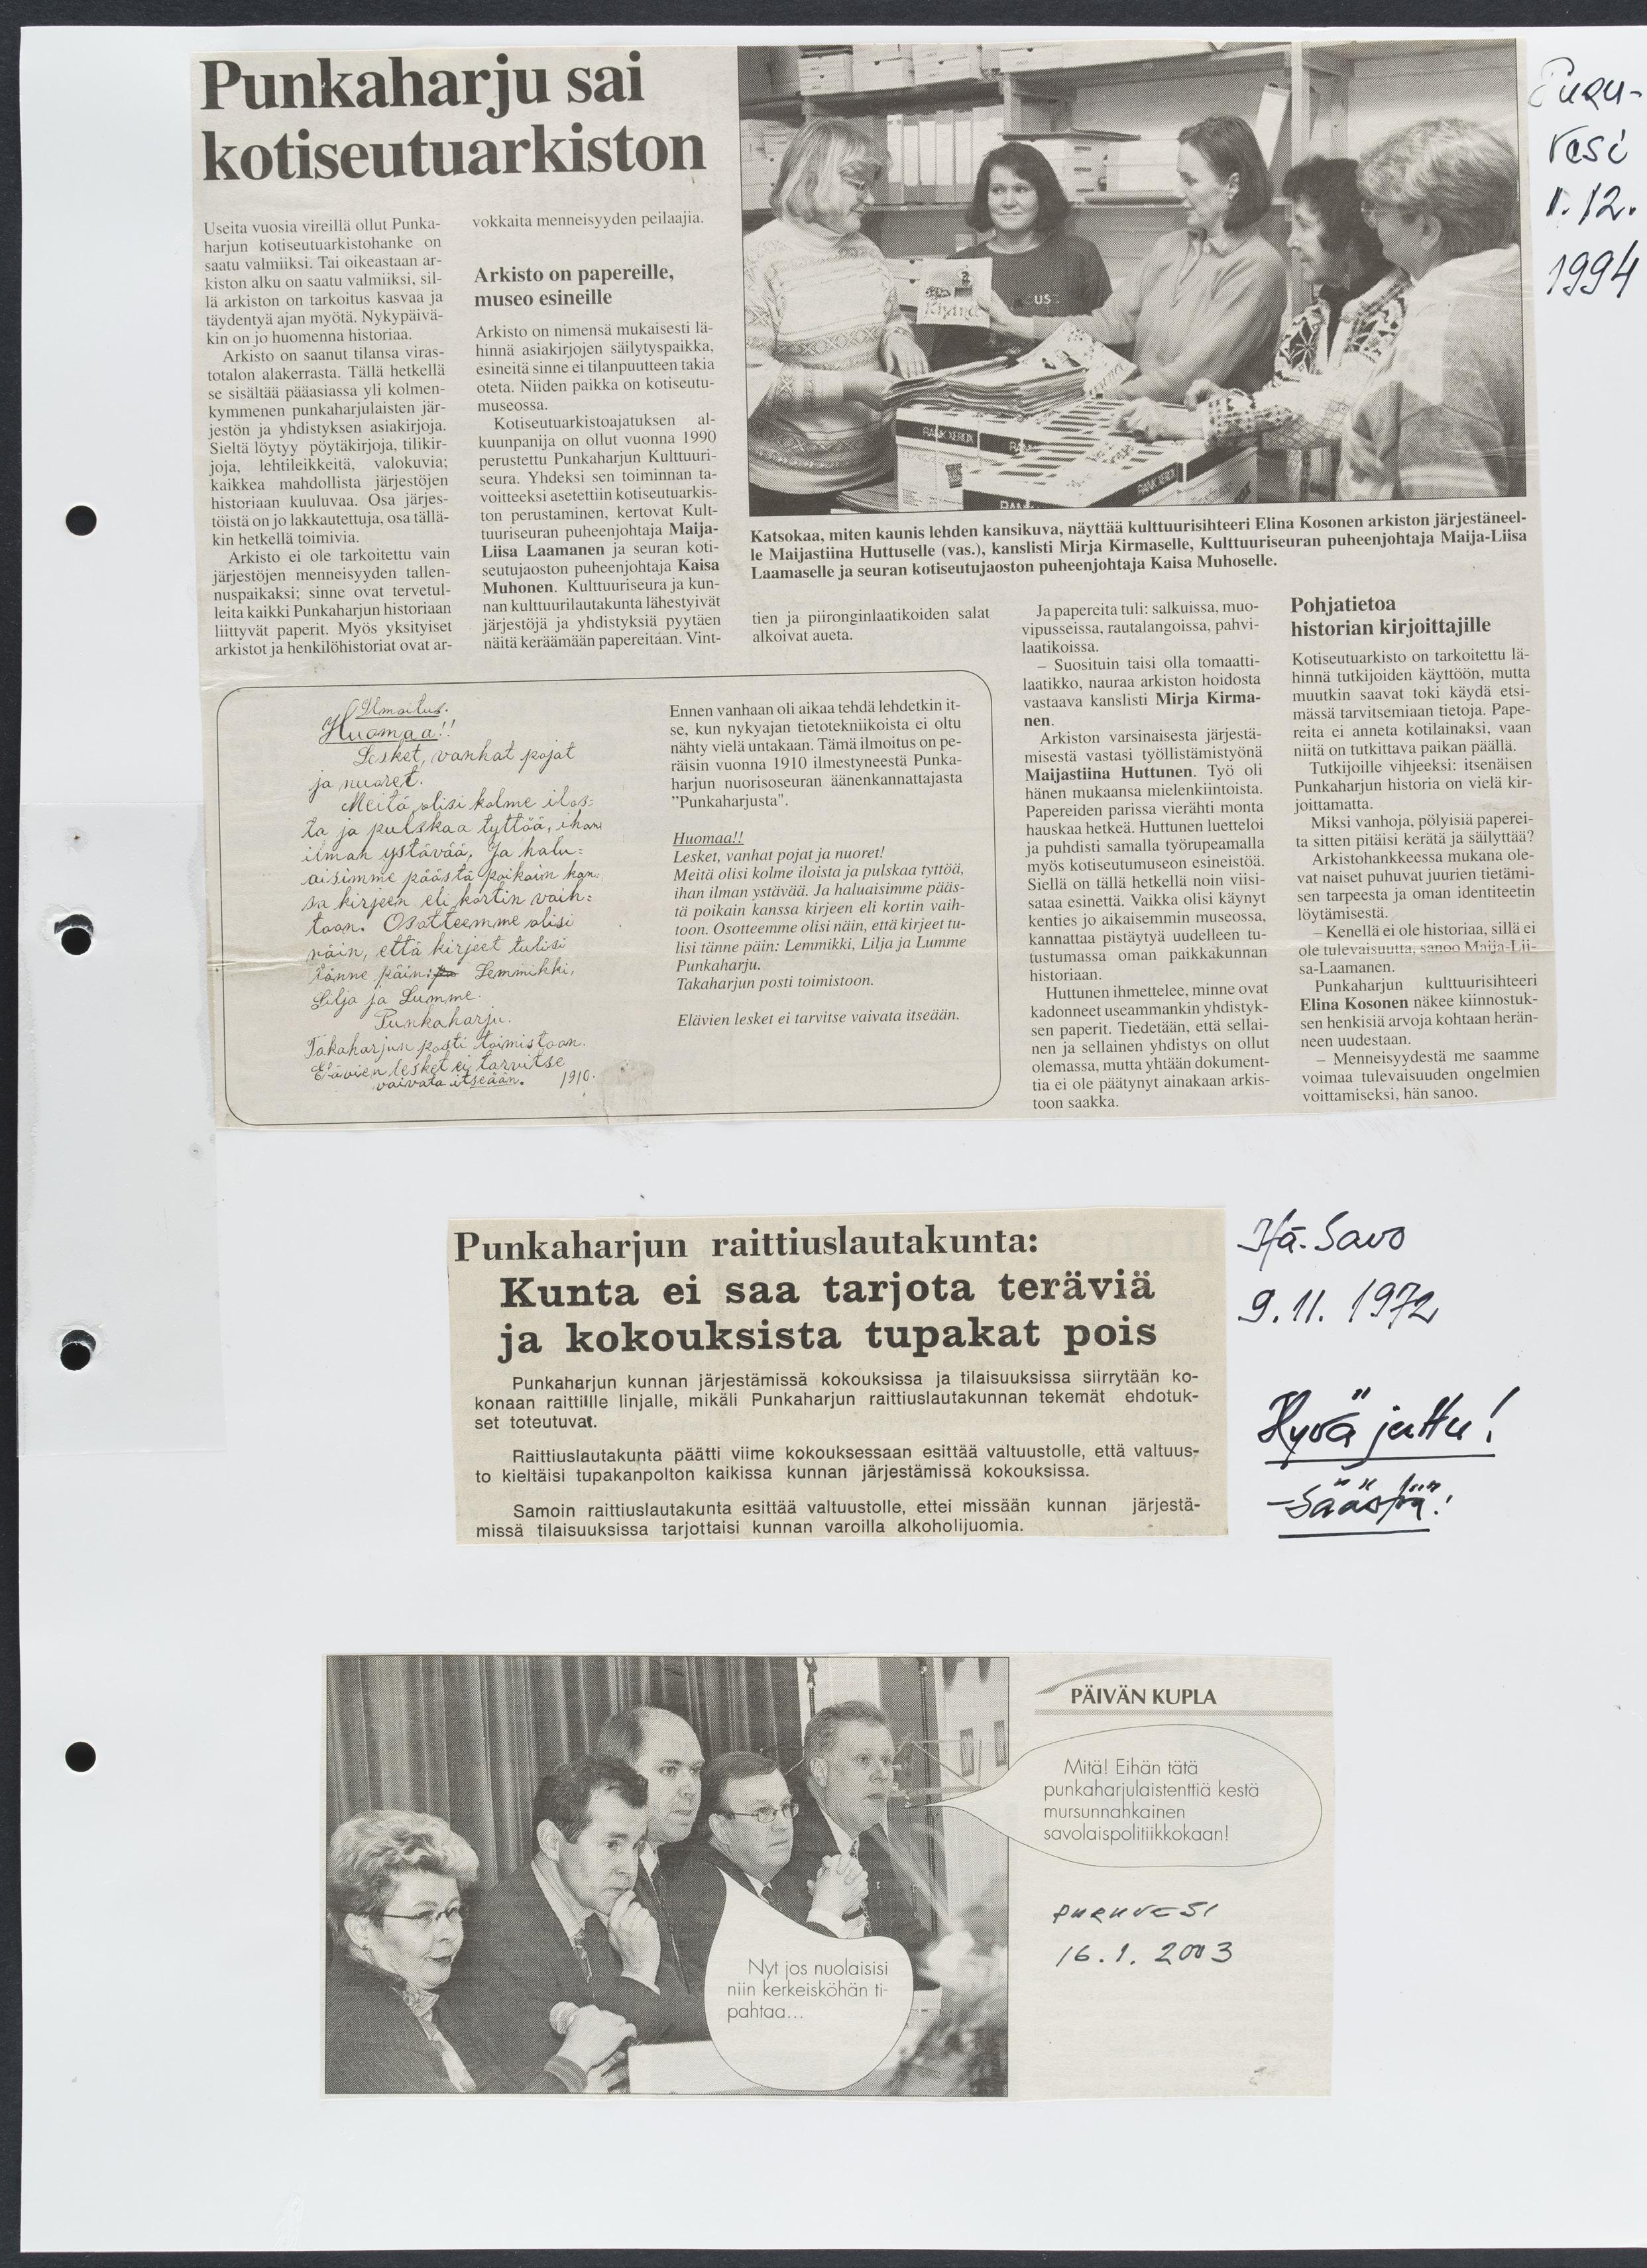 Punkaharju sai
kotiseutuarkiston
Useita vuosia vireillä ollut Punka-
harjun kotiseutuarkistohanke on
saatu valmiiksi. Tai oikeastaan ar-
kiston alku on saatu valmiiksi, sil-
lä arkiston on tarkoitus kasvaa ja
täydentyä ajan myötä. Nykypäivä-
kin on jo huomenna historiaa.
Arkisto on saanut tilansa viras-
totalon alakerrasta. Tällä hetkellä
se sisältää pääasiassa yli kolmen-
kymmenen punkaharjulaisten jär-
jestön ja yhdistyksen asiakirjoja.
Sieltä löytyy pöytäkirjoja, tilikir-
joja, lehtileikkeitä, valokuvia;
kaikkea mahdollista järjestöjen
historiaan kuuluvaa. Osa järjes-
töistä on jo lakkautettuja, osa tällä-
kin hetkellä toimivia.
Arkisto ei ole tarkoitettu vain
järjestöjen menneisyyden tallen-
nuspaikaksi; sinne ovat tervetul-
leita kaikki Punkaharjun historiaan
liittyvät paperit. Myös yksityiset
arkistot ja henkilöhistoriat ovat ar-
vokkaita menneisyyden peilaajia.
Arkisto on papereille,
museo esineille
Arkisto on nimensä mukaisesti lä-
hinnä asiakirjojen säilytyspaikka,
esineitä sinne ei tilanpuutteen takia
oteta. Niiden paikka on kotiseutu-
museossa.
Kotiseutuarkistoajatuksen al-
kuunpanija on ollut vuonna 1990
perustettu Punkaharjun Kulttuuri-
seura. Yhdeksi sen toiminnan ta-
voitteeksi asetettiin kotiseutuarkis-
ton perustaminen, kertovat Kult-
tuuriseuran puheenjohtaja Maija-
Liisa Laamanen ja seuran koti-
seutujaoston puheenjohtaja Kaisa
Muhonen. Kulttuuriseura ja kun-
nan kulttuurilautakunta lähestyivät
järjestöjä ja yhdistyksiä pyytäen
näitä keräämään papereitaan. Vint-
RANK XEROX
RANK XEROX
Katsokaa, miten kaunis lehden kansikuva, näyttää kulttuurisihteeri Elina Kosonen arkiston järjestäneel-
le Maijastiina Huttuselle (vas.), kanslisti Mirja Kirmaselle, Kulttuuriseuran puheenjohtaja Maija-Liisa
Laamaselle ja seuran kotiseutujaoston puheenjohtaja Kaisa Muhoselle.
tien ja piironginlaatikoiden salat
alkoivat aueta.
Ja papereita tuli: salkuissa, muo-
vipusseissa, rautalangoissa, pahvi-
laatikoissa.
– Suosituin taisi olla tomaatti-
laatikko, nauraa arkiston hoidosta
vastaava kanslisti Mirja Kirma-
nen.
Arkiston varsinaisesta järjestä-
misestä vastasi työllistämistyönä
Maijastiina Huttunen. Työ oli
hänen mukaansa mielenkiintoista.
Papereiden parissa vierähti monta
hauskaa hetkeä. Huttunen luetteloi
ja puhdisti samalla työrupeamalla
myös kotiseutumuseon esineistöä.
Siellä on tällä hetkellä noin viisi-
sataa esinettä. Vaikka olisi käynyt
kenties jo aikaisemmin museossa,
kannattaa pistäytyä uudelleen tu-
tustumassa oman paikkakunnan
historiaan.
Huttunen ihmettelee, minne ovat
kadonneet useammankin yhdistyk-
sen paperit. Tiedetään, että sellai-
nen ja sellainen yhdistys on ollut
olemassa, mutta yhtään dokument-
tia ei ole päätynyt ainakaan arkis-
toon saakka.
Pohjatietoa
historian kirjoittajille
Kotiseutuarkisto on tarkoitettu lä-
hinnä tutkijoiden käyttöön, mutta
muutkin saavat toki käydä etsi-
mässä tarvitsemiaan tietoja. Pape-
reita ei anneta kotilainaksi, vaan
niitä on tutkittava paikan päällä.
Tutkijoille vihjeeksi: itsenäisen
Punkaharjun historia on vielä kir-
joittamatta.
Miksi vanhoja, pölyisiä paperei-
ta sitten pitäisi kerätä ja säilyttää?
Arkistohankkeessa mukana ole-
vat naiset puhuvat juurien tietämi-
sen tarpeesta ja oman identiteetin
löytämisestä.
– Kenellä ei ole historiaa, sillä ei
ole tulevaisuutta, sanoo Maija-Lii-
sa-Laamanen.
Punkaharjun kulttuurisihteeri
Elina Kosonen näkee kiinnostuk-
sen henkisiä arvoja kohtaan herän-
neen uudestaan.
– Menneisyydestä me saamme
voimaa tulevaisuuden ongelmien
voittamiseksi, hän sanoo.
Ilmoitus.
Huomaa!!
Lesket, vanhat pojat
ja nuoret.
Meitä olisi kolme ilos=
ta ja pulskaa tyttöä, ihan
ilman ystävää. Ja halu=
aisimme päästä poikain kan=
sa kirjeen eli kortin vaih=
toon. Osotteemme olisi
näin, että kirjeet tulisi
tänne päin: Lemmikki,
Lilja ja Lumme.
Punkaharju.
Takaharjun posti toimistoon.
Elävien lesket ei tarvitse
vaivata itseään. 1910.
Ennen vanhaan oli aikaa tehdä lehdetkin it-
se, kun nykyajan tietotekniikoista ei oltu
nähty vielä untakaan. Tämä ilmoitus on pe-
räisin vuonna 1910 ilmestyneestä Punka-
harjun nuorisoseuran äänenkannattajasta
"Punkaharjusta".
Huomaa!!
Lesket, vanhat pojat ja nuoret!
Meitä olisi kolme iloista ja pulskaa tyttöä,
ihan ilman ystävää. Ja haluaisimme pääs-
tä poikain kanssa kirjeen eli kortin vaih-
toon. Osotteemme olisi näin, että kirjeet tu-
lisi tänne päin: Lemmikki, Lilja ja Lumme
Punkaharju.
Takaharjun posti toimistoon.
Elävien lesket ei tarvitse vaivata itseään.
Puru-
vesi
1.12.
1994
Punkaharjun raittiuslautakunta:
Kunta ei saa tarjota teräviä
ja kokouksista tupakat pois
Punkaharjun kunnan järjestämissä kokouksissa ja tilaisuuksissa siirrytään ko-
konaan raittiille linjalle, mikäli Punkaharjun raittiuslautakunnan tekemät ehdotuk-
set toteutuvat.
Raittiuslautakunta päätti viime kokouksessaan esittää valtuustolle, että valtuus-
to kieltäisi tupakanpolton kaikissa kunnan järjestämissä kokouksissa.
Samoin raittiuslautakunta esittää valtuustolle, ettei missään kunnan järjestä-
missä tilaisuuksissa tarjottaisi kunnan varoilla alkoholijuomia.
Itä-Savo
9.11. 1972
Hyvä juttu!
- Säästä!
PÄIVÄN KUPLA
Mitä! Eihän tätä
punkaharjulaistenttiä kestä
mursunnahkainen
savolaispolitiikkokaan!
Nyt jos nuolaisisi
niin kerkeisköhän ti-
pahtaa...
PURUVESI
16.1. 2003